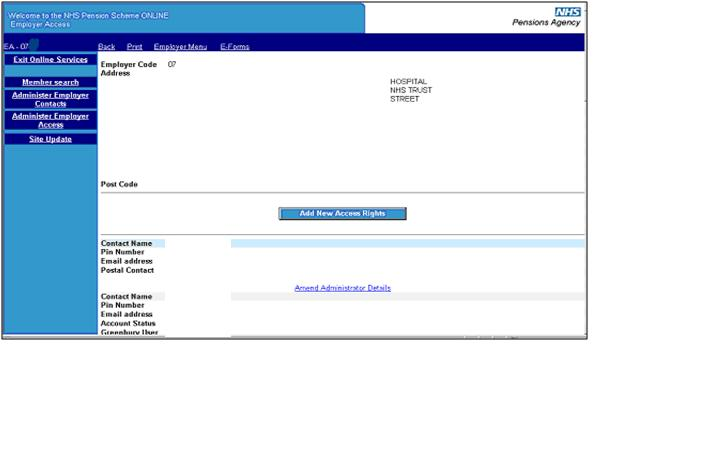 Welcome to the NHS Pension Scheme ONLINE
Employer Access
NHS
Pensions Agency
EA - 07
Back Print Employer Menu E-Forms
Exit Online Services
Member search
Administer Employer
Contacts
Administer Employer
Access
Site Update
Employer Code 07
Address
HOSPITAL
NHS TRUST
STREET
Post Code
Add New Access Rights
Contact Name
Pin Number
Email address
Postal Contact
Amend Administrator Details
Contact Name
Pin Number
Email address
Account Status
Greenbury User